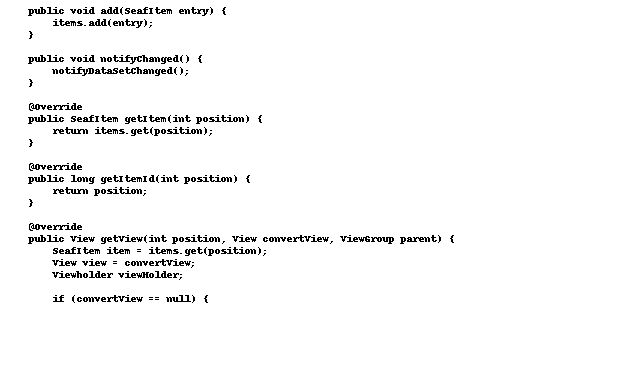 public void add(SeafItem entry) {
items.add(entry);
}
public void notifyChanged() {
notifyDataSetChanged();
}
@Override
public SeafItem getItem(int position) {
return items.get(position);
}
@Override
public long getItemId(int position) {
return position;
}
@Override
public View getView(int position, View convertView, ViewGroup parent) {
SeafItem item = items.get(position);
View view = convertView;
Viewholder viewHolder;
if (convertView == null) {